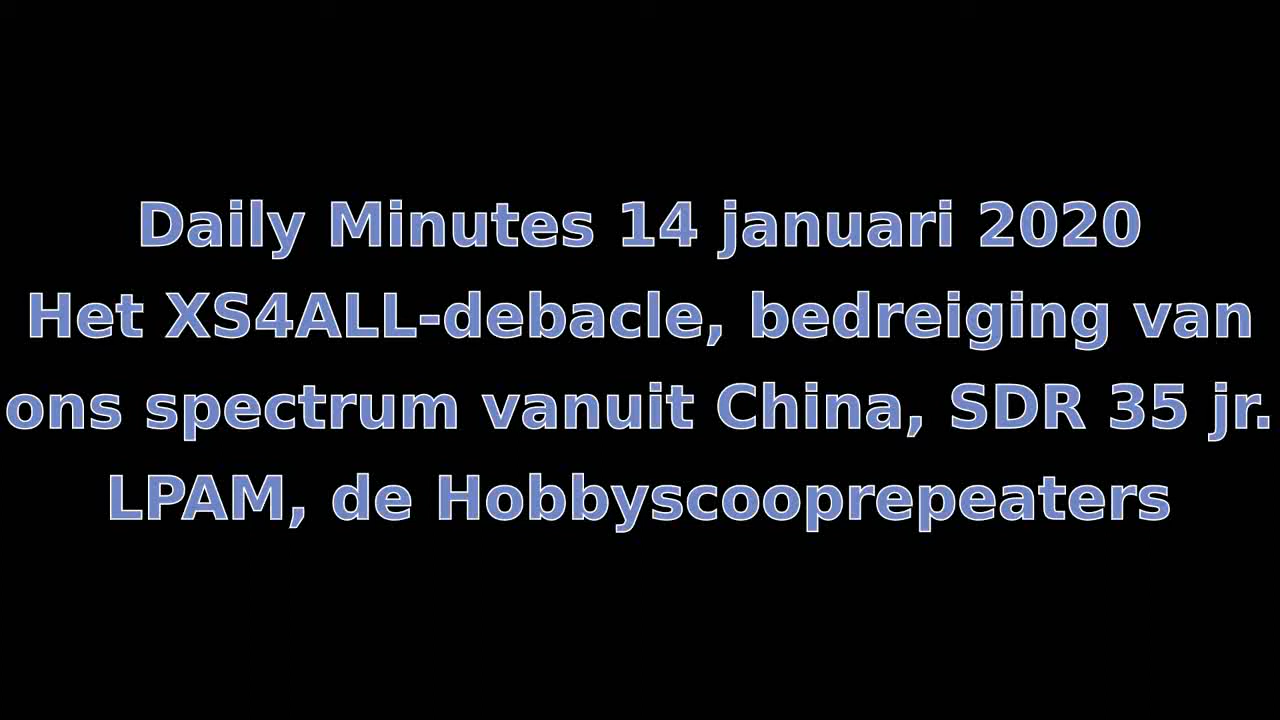 Daily Minutes 14 januari 2020
Het XS4ALL-debacle, bedreiging van
ons spectrum vanuit China, SDR 35 jr.
LPAM, de Hobbyscooprepeaters